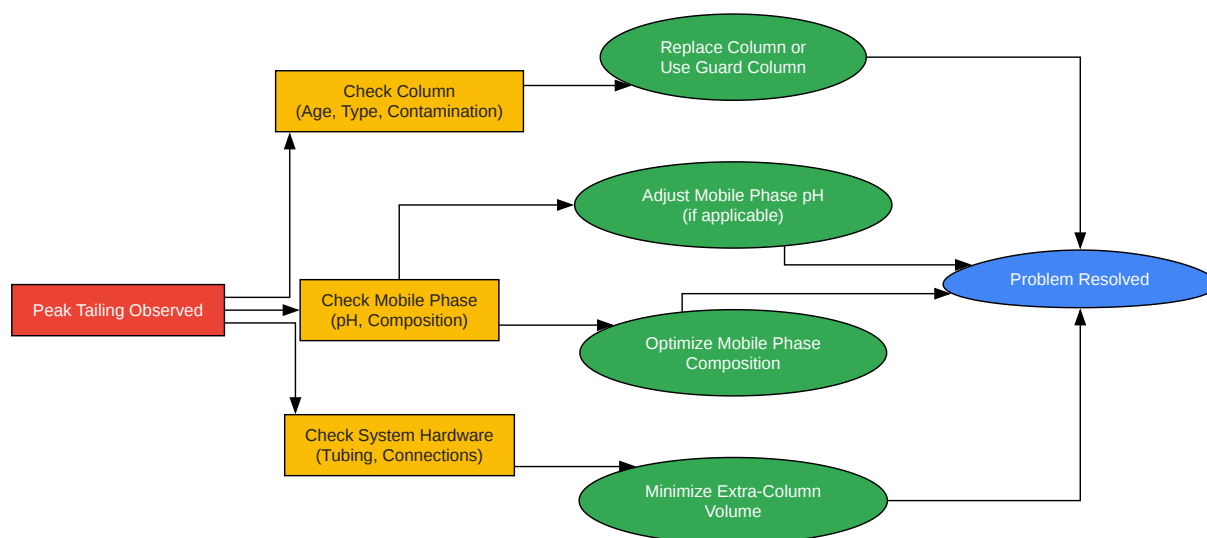 Peak Tailing Observed
Check Column
(Age, Type, Contamination)
Check Mobile Phase
(pH, Composition)
Check System Hardware
(Tubing, Connections)
Replace Column or
Use Guard Column
Adjust Mobile Phase pH
(if applicable)
Optimize Mobile Phase
Composition
Minimize Extra-Column
Volume
Problem Resolved